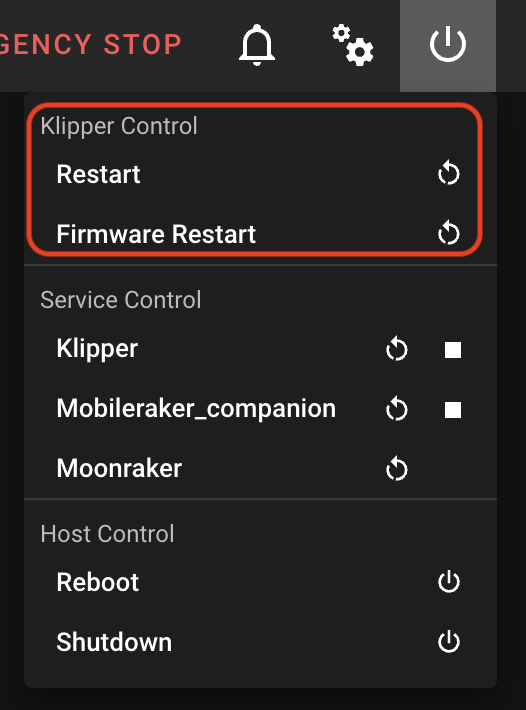 GENCY STOP
Klipper Control
Restart
Firmware Restart
Service Control
Klipper
Mobileraker_companion
Moonraker
Host Control
Reboot
Shutdown